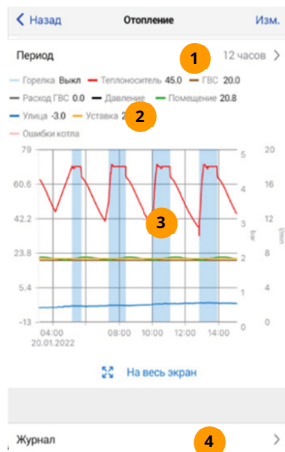 Назад Отопление Изм.
Период 1 12 часов
Горелка Выкл Теплоноситель 45.0 ГВС 20.0
Расход ГВС 0.0 Давление Помещение 20.8
Улица -3.0 Уставка 2 2
Ошибки котла
79 20
5
60.6 16
4
42.2 3 12
3
бар л/мин
23.8 2 8
5.4 1 4
-13 0 0
04:00 08:00 10:00 12:00 14:00
20.01.2022
На весь экран
Журнал 4